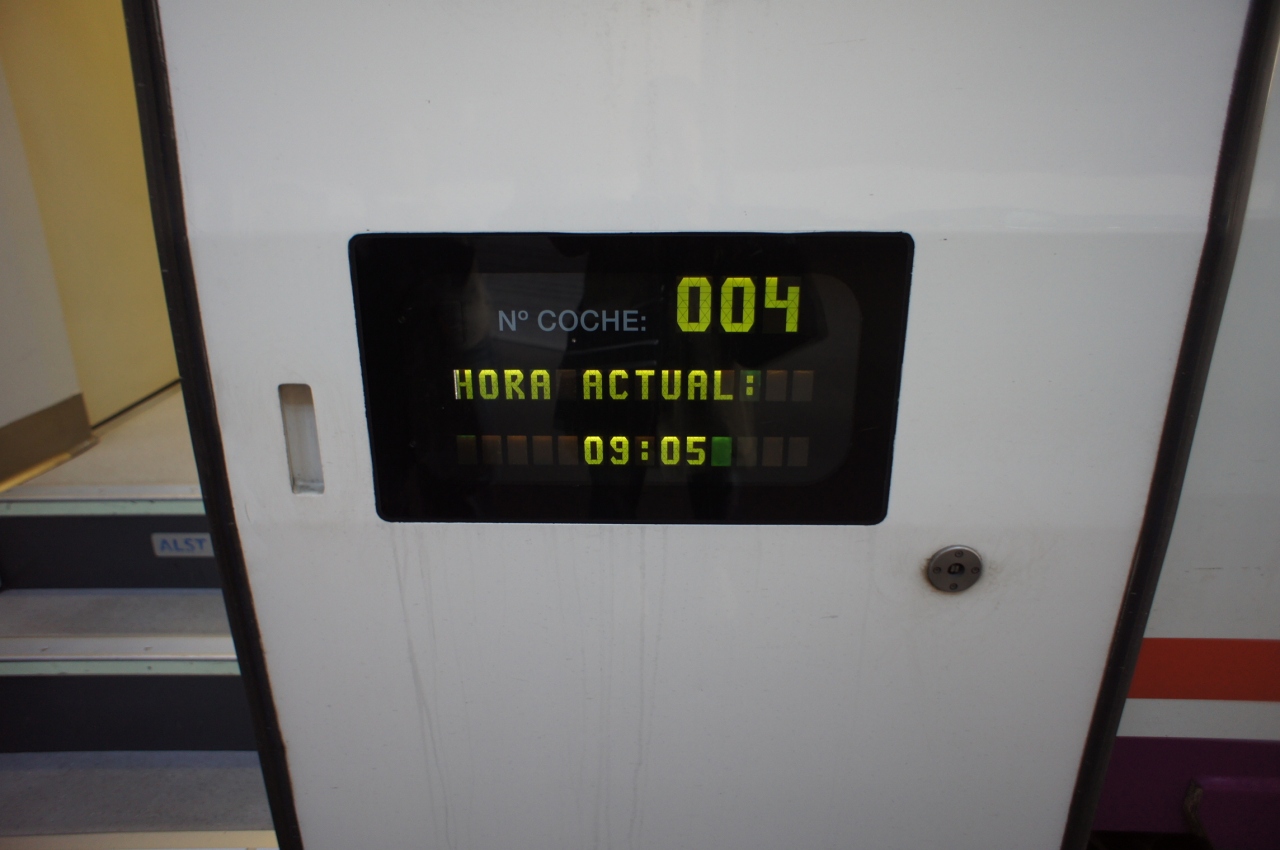 Nº COCHE: 004
HORA ACTUAL:
09:05
ALST